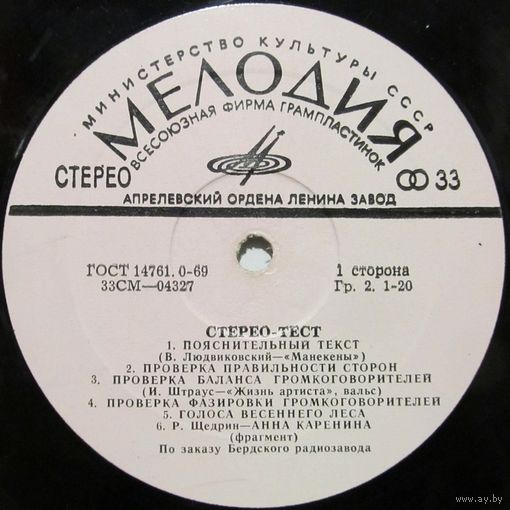 МИНИСТЕРСТВО КУЛЬТУРЫ СССР
МЕЛОДИЯ
ВСЕСОЮЗНАЯ ФИРМА ГРАМПЛАСТИНОК
СТЕРЕО 33
АПРЕЛЕВСКИЙ ОРДЕНА ЛЕНИНА ЗАВОД
ГОСТ 14761.0-69 1 сторона
33СМ—04327 Гр. 2. 1-20
СТЕРЕО-ТЕСТ
1. ПОЯСНИТЕЛЬНЫЙ ТЕКСТ
(В. Людвиковский—«Манекены»)
2. ПРОВЕРКА ПРАВИЛЬНОСТИ СТОРОН
3. ПРОВЕРКА БАЛАНСА ГРОМКОГОВОРИТЕЛЕЙ
(И. Штраус—«Жизнь артиста», вальс)
4. ПРОВЕРКА ФАЗИРОВКИ ГРОМКОГОВОРИТЕЛЕЙ
5. ГОЛОСА ВЕСЕННЕГО ЛЕСА
6. Р. Щедрин—АННА КАРЕНИНА
(фрагмент)
По заказу Бердского радиозавода
www.ay.by